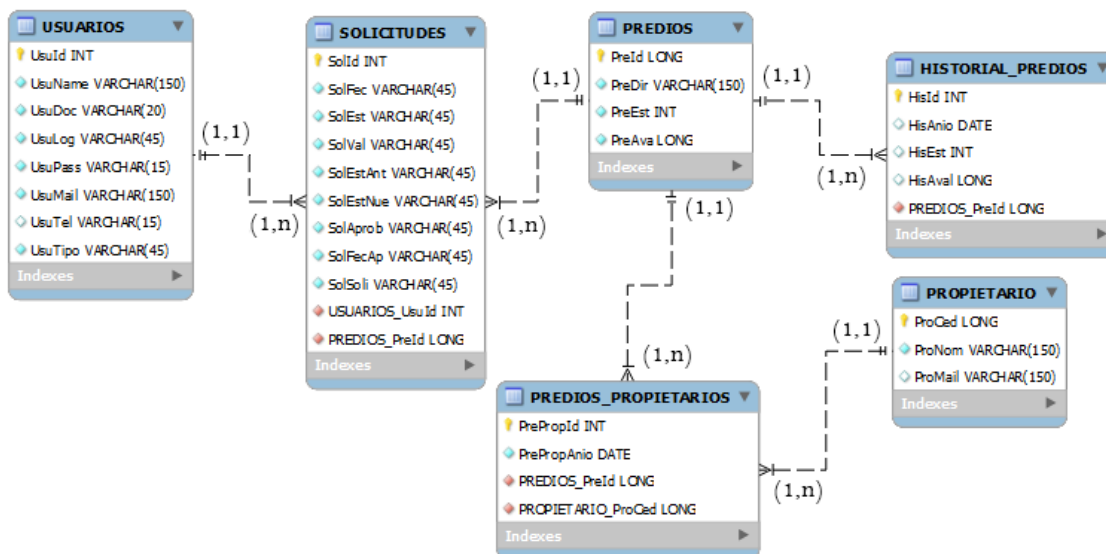 USUARIOS
UsuId INT
UsuName VARCHAR(150)
UsuDoc VARCHAR(20)
UsuLog VARCHAR(45)
UsuPass VARCHAR(15)
UsuMail VARCHAR(150)
UsuTel VARCHAR(15)
UsuTipo VARCHAR(45)
Indexes
(1,1)
(1,n)
SOLICITUDES
SolId INT
SolFec VARCHAR(45)
SolEst VARCHAR(45)
SolVal VARCHAR(45)
SolEstAnt VARCHAR(45)
SolEstNue VARCHAR(45)
SolAprob VARCHAR(45)
SolFecAp VARCHAR(45)
SolSoli VARCHAR(45)
USUARIOS_UsuId INT
PREDIOS_PreId LONG
Indexes
(1,1)
(1,n)
PREDIOS
PreId LONG
PreDir VARCHAR(150)
PreEst INT
PreAva LONG
Indexes
(1,1)
(1,n)
HISTORIAL_PREDIOS
HisId INT
HisAnio DATE
HisEst INT
HisAval LONG
PREDIOS_PreId LONG
Indexes
(1,1)
(1,n)
PREDIOS_PROPIETARIOS
PrePropId INT
PrePropAnio DATE
PREDIOS_PreId LONG
PROPIETARIO_ProCed LONG
Indexes
(1,1)
(1,n)
PROPIETARIO
ProCed LONG
ProNom VARCHAR(150)
ProMail VARCHAR(150)
Indexes